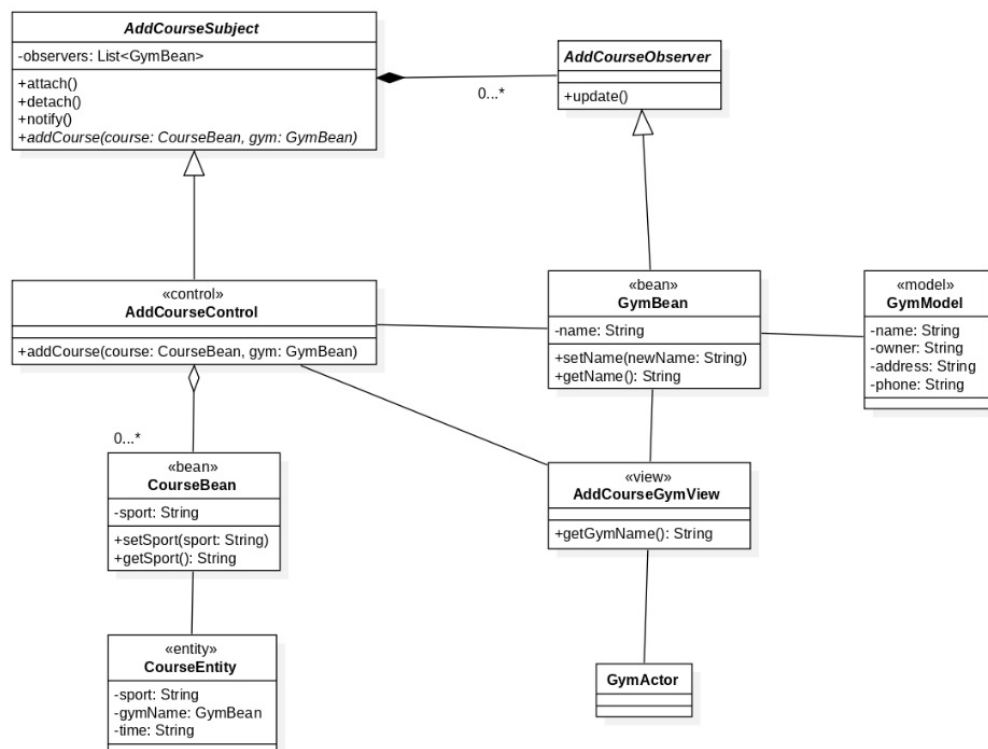 AddCourseSubject
-observers: List<GymBean>
+attach()
+detach()
+notify()
+addCourse(course: CourseBean, gym: GymBean)
0...*
AddCourseObserver
+update()
«control»
AddCourseControl
+addCourse(course: CourseBean, gym: GymBean)
«bean»
GymBean
-name: String
+setName(newName: String)
+getName(): String
«model»
GymModel
-name: String
-owner: String
-address: String
-phone: String
0...*
«bean»
CourseBean
-sport: String
+setSport(sport: String)
+getSport(): String
«view»
AddCourseGymView
+getGymName(): String
«entity»
CourseEntity
-sport: String
-gymName: GymBean
-time: String
GymActor